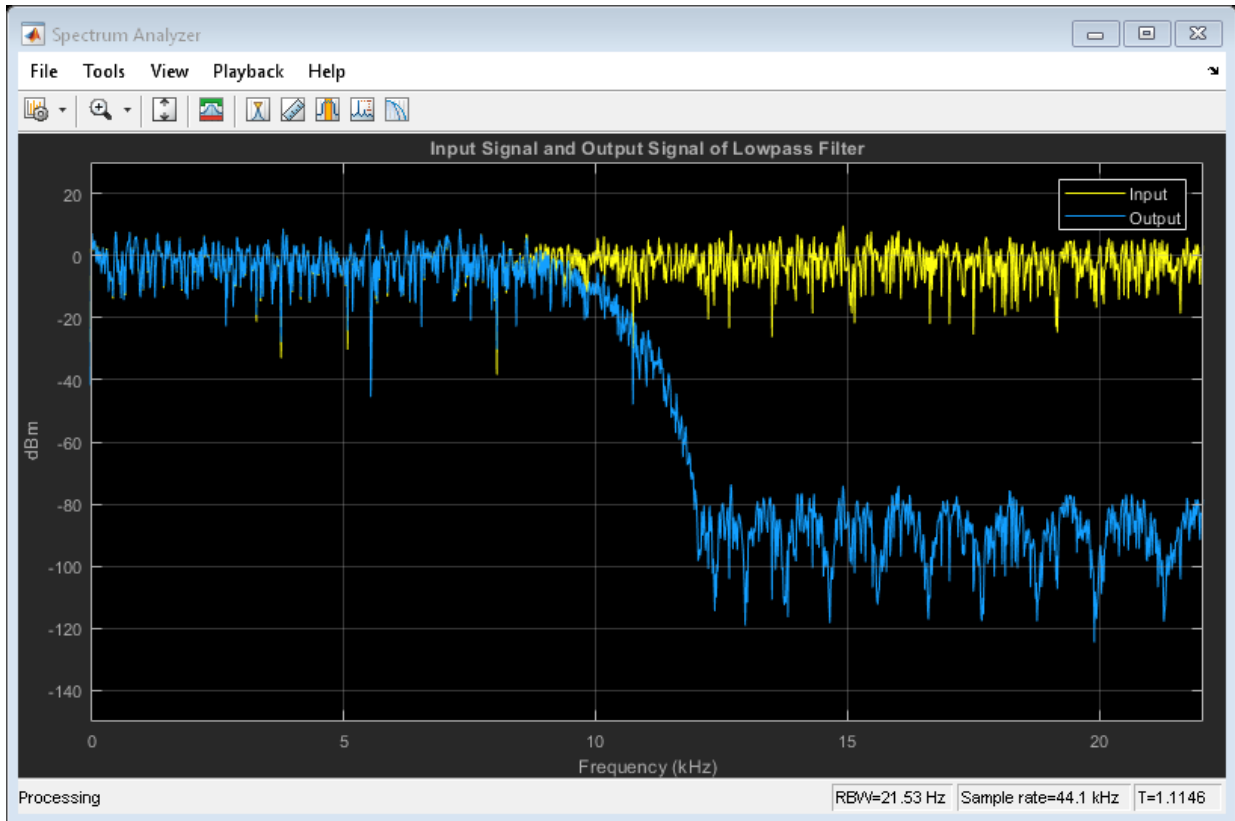 Spectrum Analyzer
File Tools View Playback Help
Input Signal and Output Signal of Lowpass Filter
Input
Output
20
0
-20
-40
-60
-80
-100
-120
-140
dBm
0 5 10 15 20
Frequency (kHz)
Processing RBW=21.53 Hz Sample rate=44.1 kHz T=1.1146